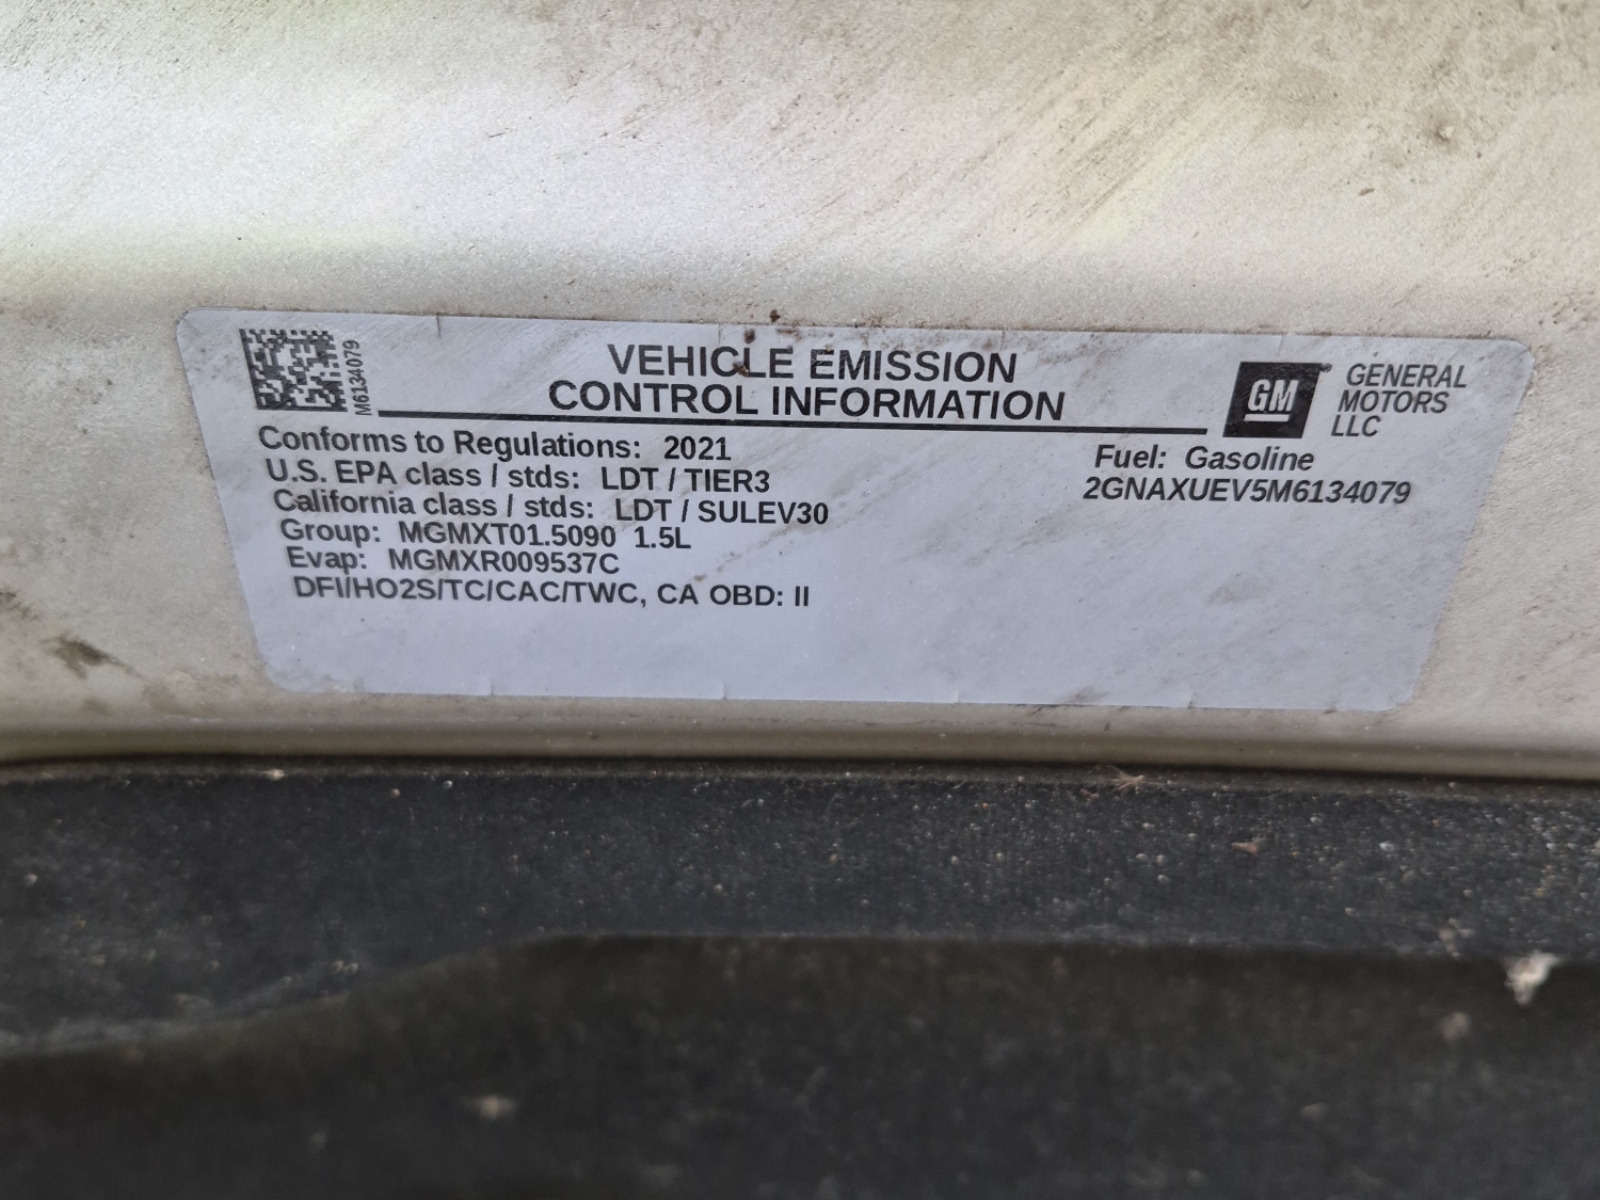 M6134079
VEHICLE EMISSION
CONTROL INFORMATION
GM
GENERAL
MOTORS
LLC
Conforms to Regulations: 2021
U.S. EPA class / stds: LDT / TIER3
California class / stds: LDT / SULEV30
Group: MGMXT01.5090 1.5L
Evap: MGMXR009537C
DFI/HO2S/TC/CAC/TWC, CA OBD: II
Fuel: Gasoline
2GNAXUEV5M6134079